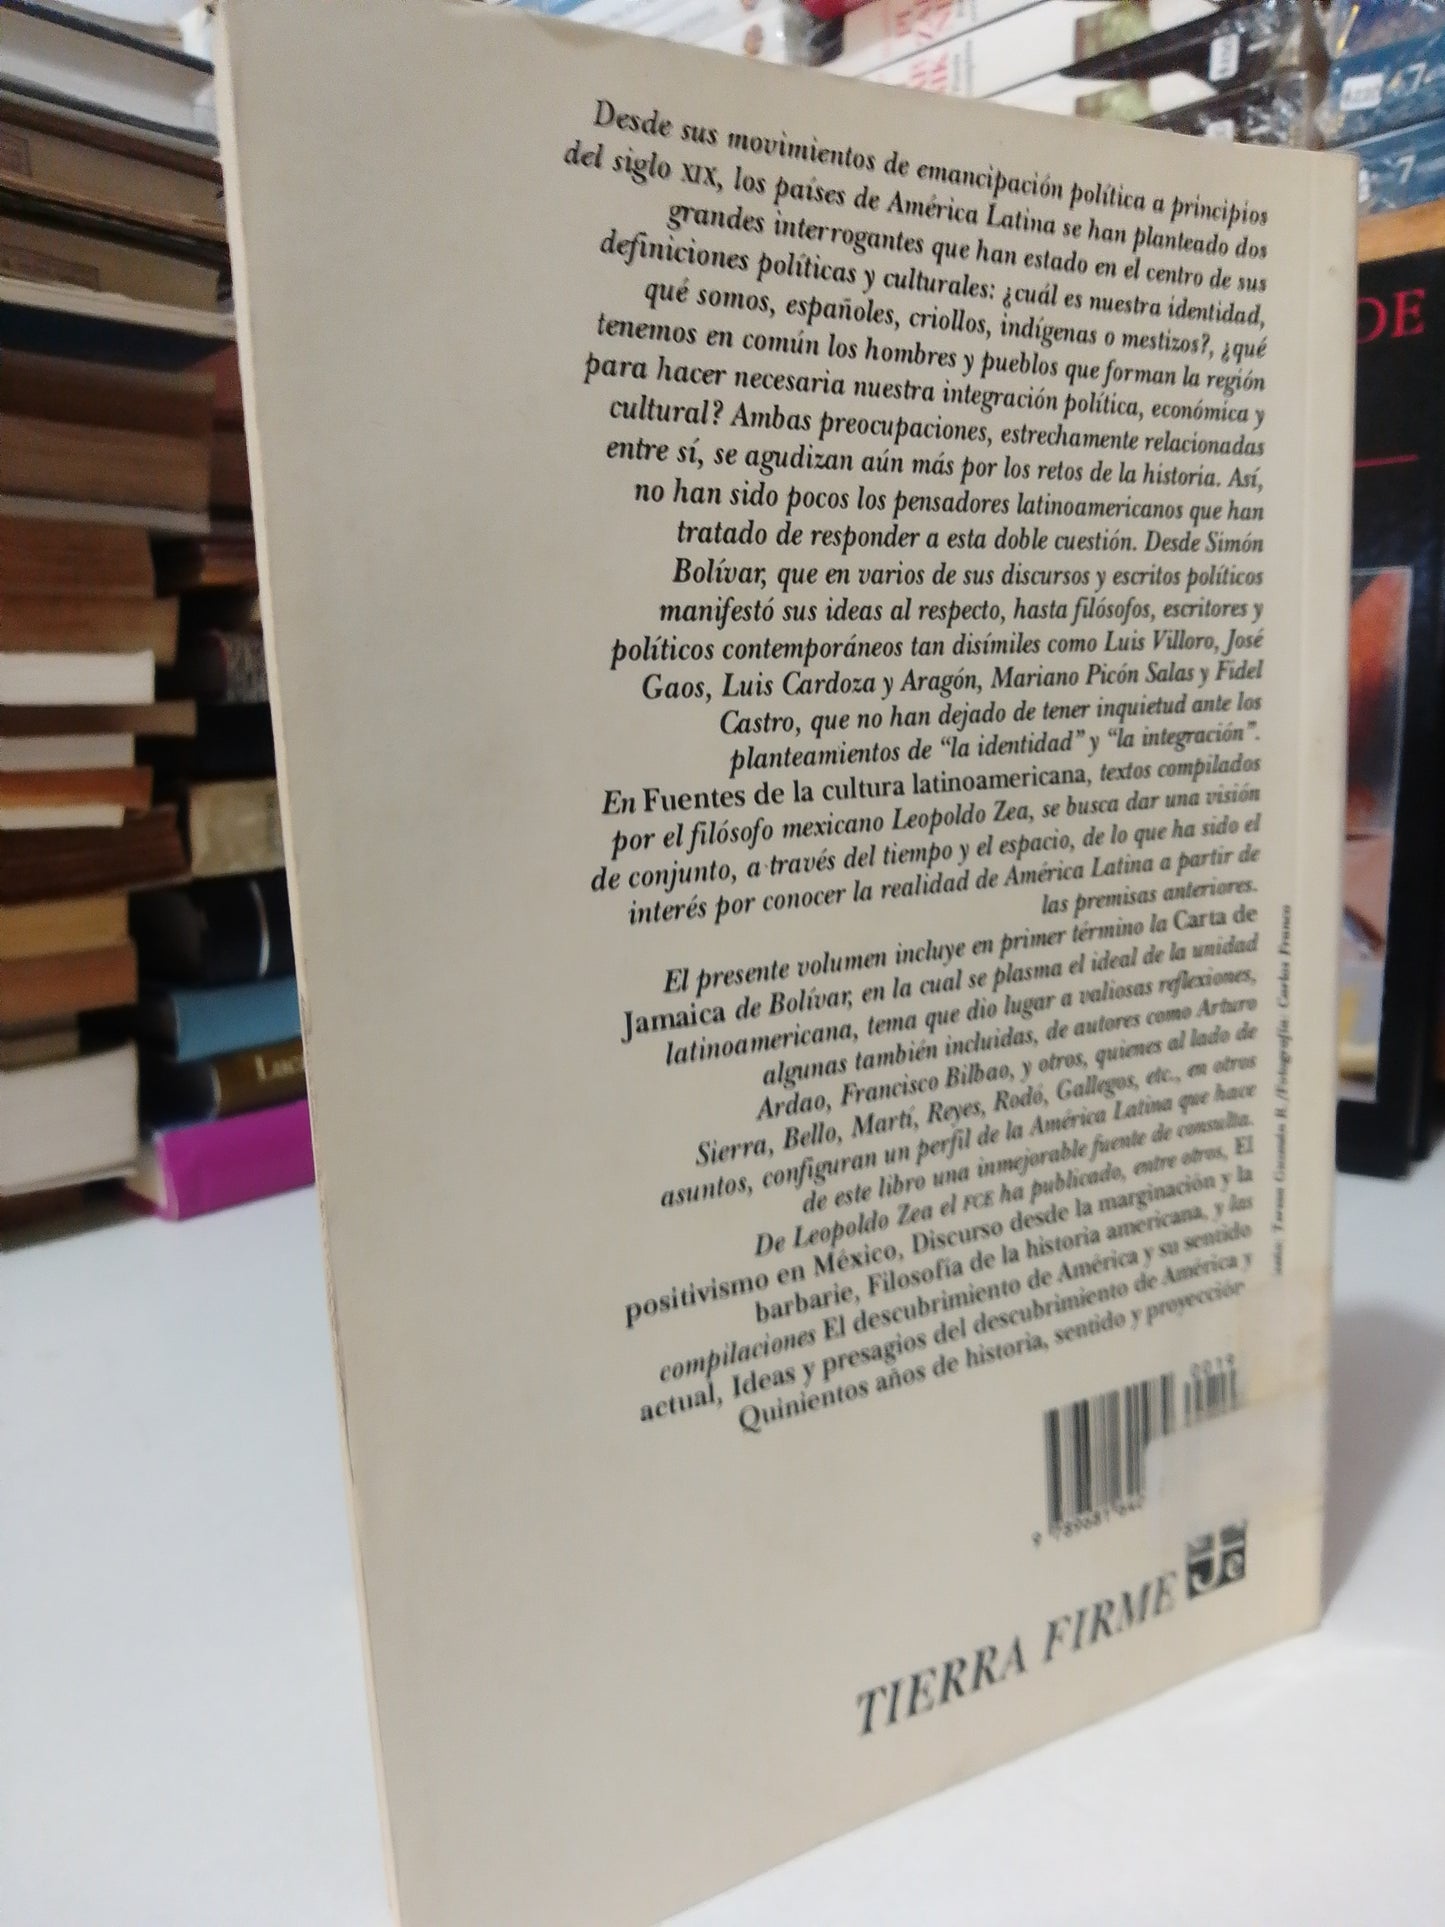 Desde sus movimientos de emancipación política a principios
del siglo XIX, los países de América Latina se han planteado dos
grandes interrogantes que han estado en el centro de sus
definiciones políticas y culturales: ¿cuál es nuestra identidad,
qué somos, españoles, criollos, indígenas o mestizos?, ¿qué
tenemos en común los hombres y pueblos que forman la región
para hacer necesaria nuestra integración política, económica y
cultural? Ambas preocupaciones, estrechamente relacionadas
entre sí, se agudizan aún más por los retos de la historia. Así,
no han sido pocos los pensadores latinoamericanos que han
tratado de responder a esta doble cuestión. Desde Simón
Bolívar, que en varios de sus discursos y escritos políticos
manifestó sus ideas al respecto, hasta filósofos, escritores y
políticos contemporáneos tan disímiles como Luis Villoro, José
Gaos, Luis Cardoza y Aragón, Mariano Picón Salas y Fidel
Castro, que no han dejado de tener inquietud ante los
planteamientos de “la identidad” y “la integración”.
En Fuentes de la cultura latinoamericana, textos compilados
por el filósofo mexicano Leopoldo Zea, se busca dar una visión
de conjunto, a través del tiempo y el espacio, de lo que ha sido el
interés por conocer la realidad de América Latina a partir de
las premisas anteriores.
El presente volumen incluye en primer término la Carta de
Jamaica de Bolívar, en la cual se plasma el ideal de la unidad
latinoamericana, tema que dio lugar a valiosas reflexiones,
algunas también incluidas, de autores como Arturo
Ardao, Francisco Bilbao, y otros, quienes al lado de
Sierra, Bello, Martí, Reyes, Rodó, Gallegos, etc., en otros
asuntos, configuran un perfil de la América Latina que hace
de este libro una inmejorable fuente de consulta.
De Leopoldo Zea el FCE ha publicado, entre otros, El
positivismo en México, Discurso desde la marginación y la
barbarie, Filosofía de la historia americana, y las
compilaciones El descubrimiento de América y su sentido
actual, Ideas y presagios del descubrimiento de América y
Quinientos años de historia, sentido y proyección
Teresa Guzmán R./Fotografía: Carlos Franco
0019
9 789681 640
TIERRA FIRME
DE
7